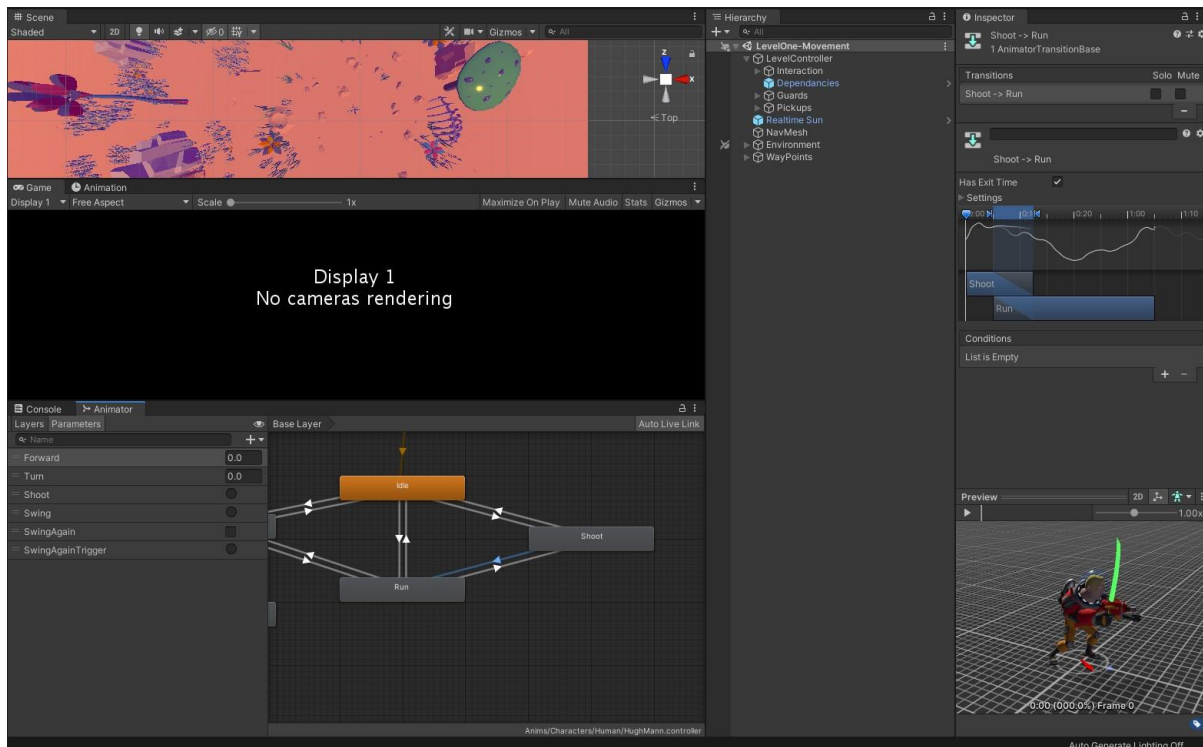 Scene
Shaded
2D
0
Gizmos
All
z
x
Top
Game
Animation
Display 1
Free Aspect
Scale
1x
Maximize On Play
Mute Audio
Stats
Gizmos
Display 1
No cameras rendering
Console
Animator
Layers
Parameters
Base Layer
Auto Live Link
Name
Forward
0.0
Turn
0.0
Shoot
Swing
SwingAgain
SwingAgainTrigger
Idle
Shoot
Run
Anims/Characters/Human/HughMann.controller
Hierarchy
All
LevelOne-Movement
LevelController
Interaction
Dependancies
Guards
Pickups
Realtime Sun
NavMesh
Environment
WayPoints
Inspector
Shoot -> Run
1 AnimatorTransitionBase
Transitions
Solo Mute
Shoot -> Run
Shoot -> Run
Has Exit Time
Settings
0:20
1:00
1:10
Shoot
Run
Conditions
List is Empty
Preview
2D
1.00x
0:00 (000.0%) Frame 0
Auto Generate Lighting Off